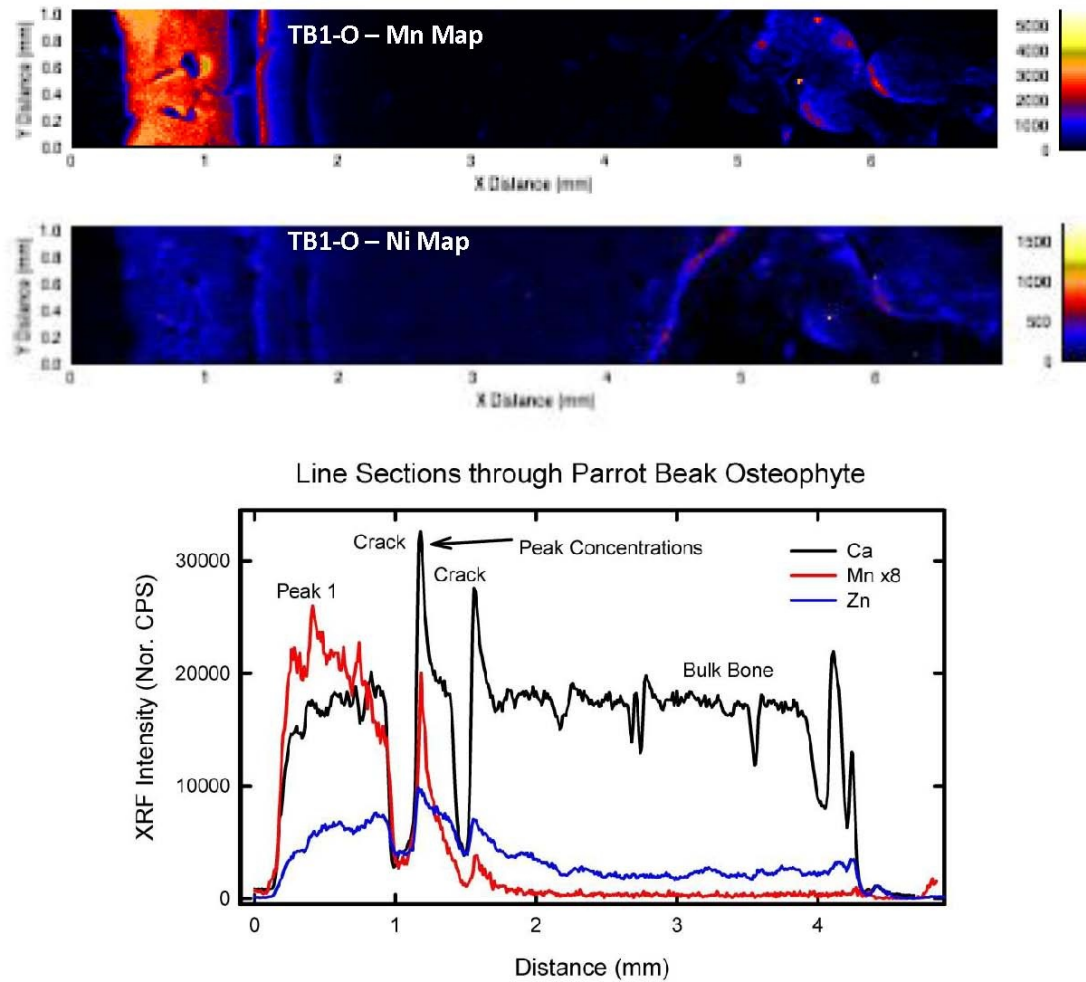 TB1-O – Mn Map
Y Distance [mm]
1.0
0.8
0.6
0.4
0.2
0.0
0 1 2 3 4 5 6
X Distance [mm]
5000
4000
3000
2000
1000
0
TB1-O – Ni Map
Y Distance [mm]
1.0
0.8
0.6
0.4
0.2
0.0
0 1 2 3 4 5 6
X Distance [mm]
1500
1000
500
0
Line Sections through Parrot Beak Osteophyte
XRF Intensity (Nor. CPS)
30000
20000
10000
0
Crack
Peak Concentrations
Crack
Peak 1
Bulk Bone
Ca
Mn x8
Zn
0 1 2 3 4
Distance (mm)